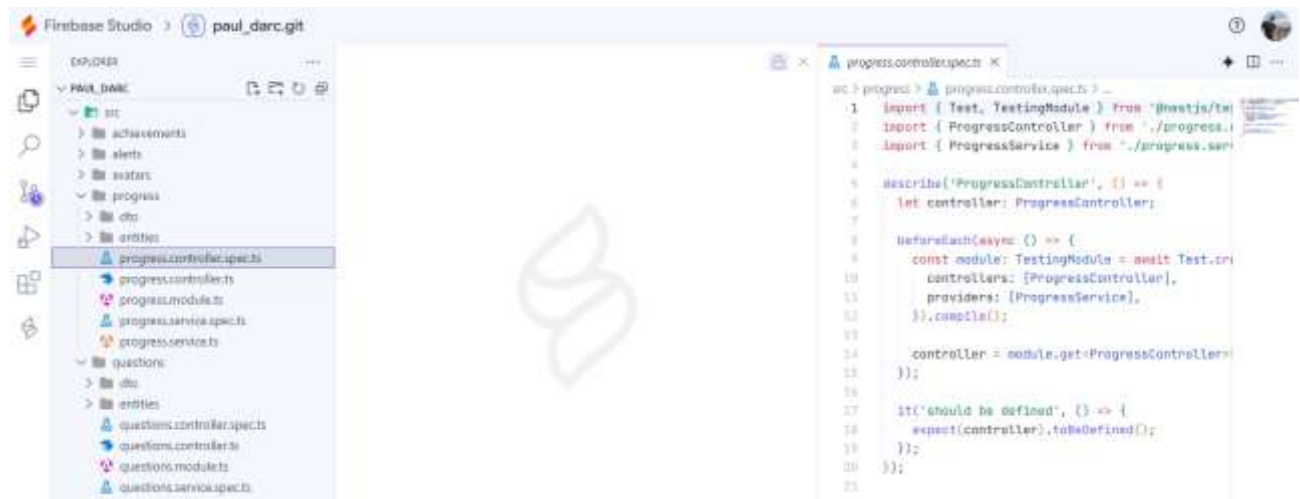 Firebase Studio > paul_darc.git
EXPLORER
PAUL_DARC
src
achievements
alerts
avatars
progress
dto
entities
progress.controller.spec.ts
progress.controller.ts
progress.module.ts
progress.service.spec.ts
progress.service.ts
questions
dto
entities
questions.controller.spec.ts
questions.controller.ts
questions.module.ts
questions.service.spec.ts
progress.controller.spec.ts
src > progress > progress.controller.spec.ts > ...
1 import { Test, TestingModule } from '@nestjs/te
2 import { ProgressController } from './progress.
3 import { ProgressService } from './progress.ser
4
5 describe('ProgressController', () => {
6 let controller: ProgressController;
7
8 beforeEach(async () => {
9 const module: TestingModule = await Test.cre
10 controllers: [ProgressController],
11 providers: [ProgressService],
12 }).compile();
13
14 controller = module.get<ProgressController>
15 });
16
17 it('should be defined', () => {
18 expect(controller).toBeDefined();
19 });
20 });
21